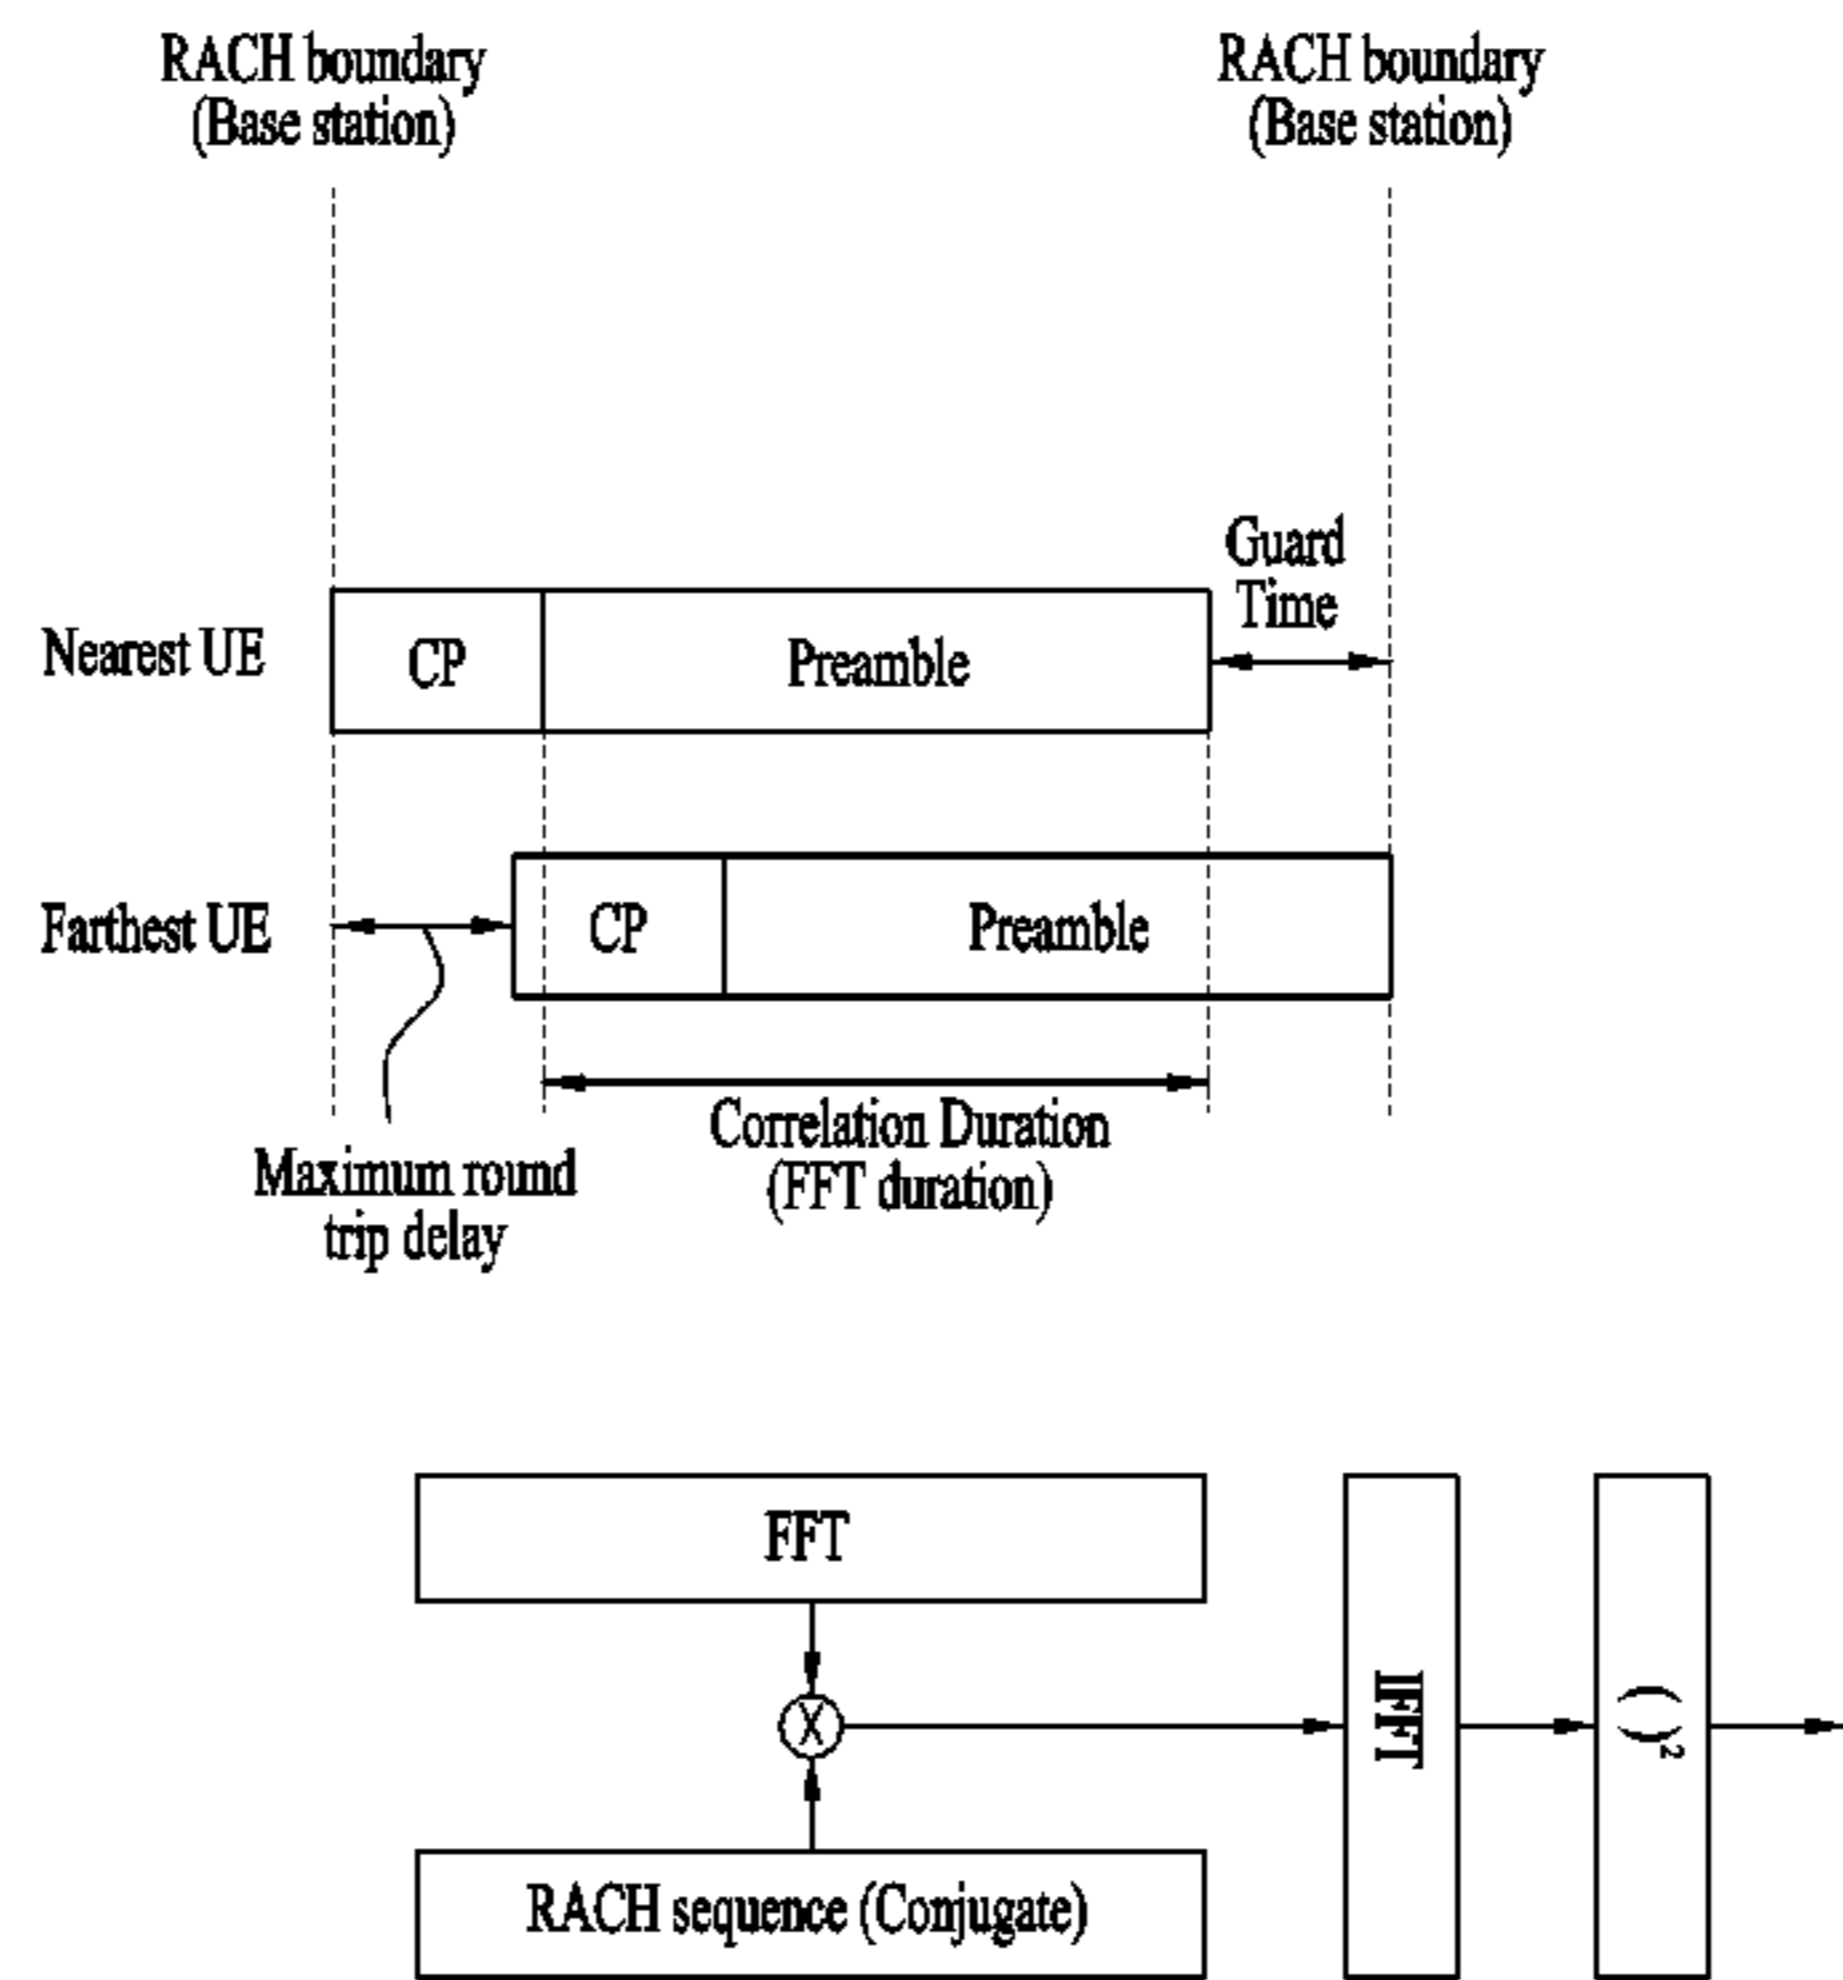 RACH boundary
(Base station)
RACH boundary
(Base station)
Guard
Time
Nearest UE
CP
Preamble
Farthest UE
CP
Preamble
Correlation Duration
(FFT duration)
Maximum round
trip delay
FFT
X
IFFT
( )²
RACH sequence (Conjugate)